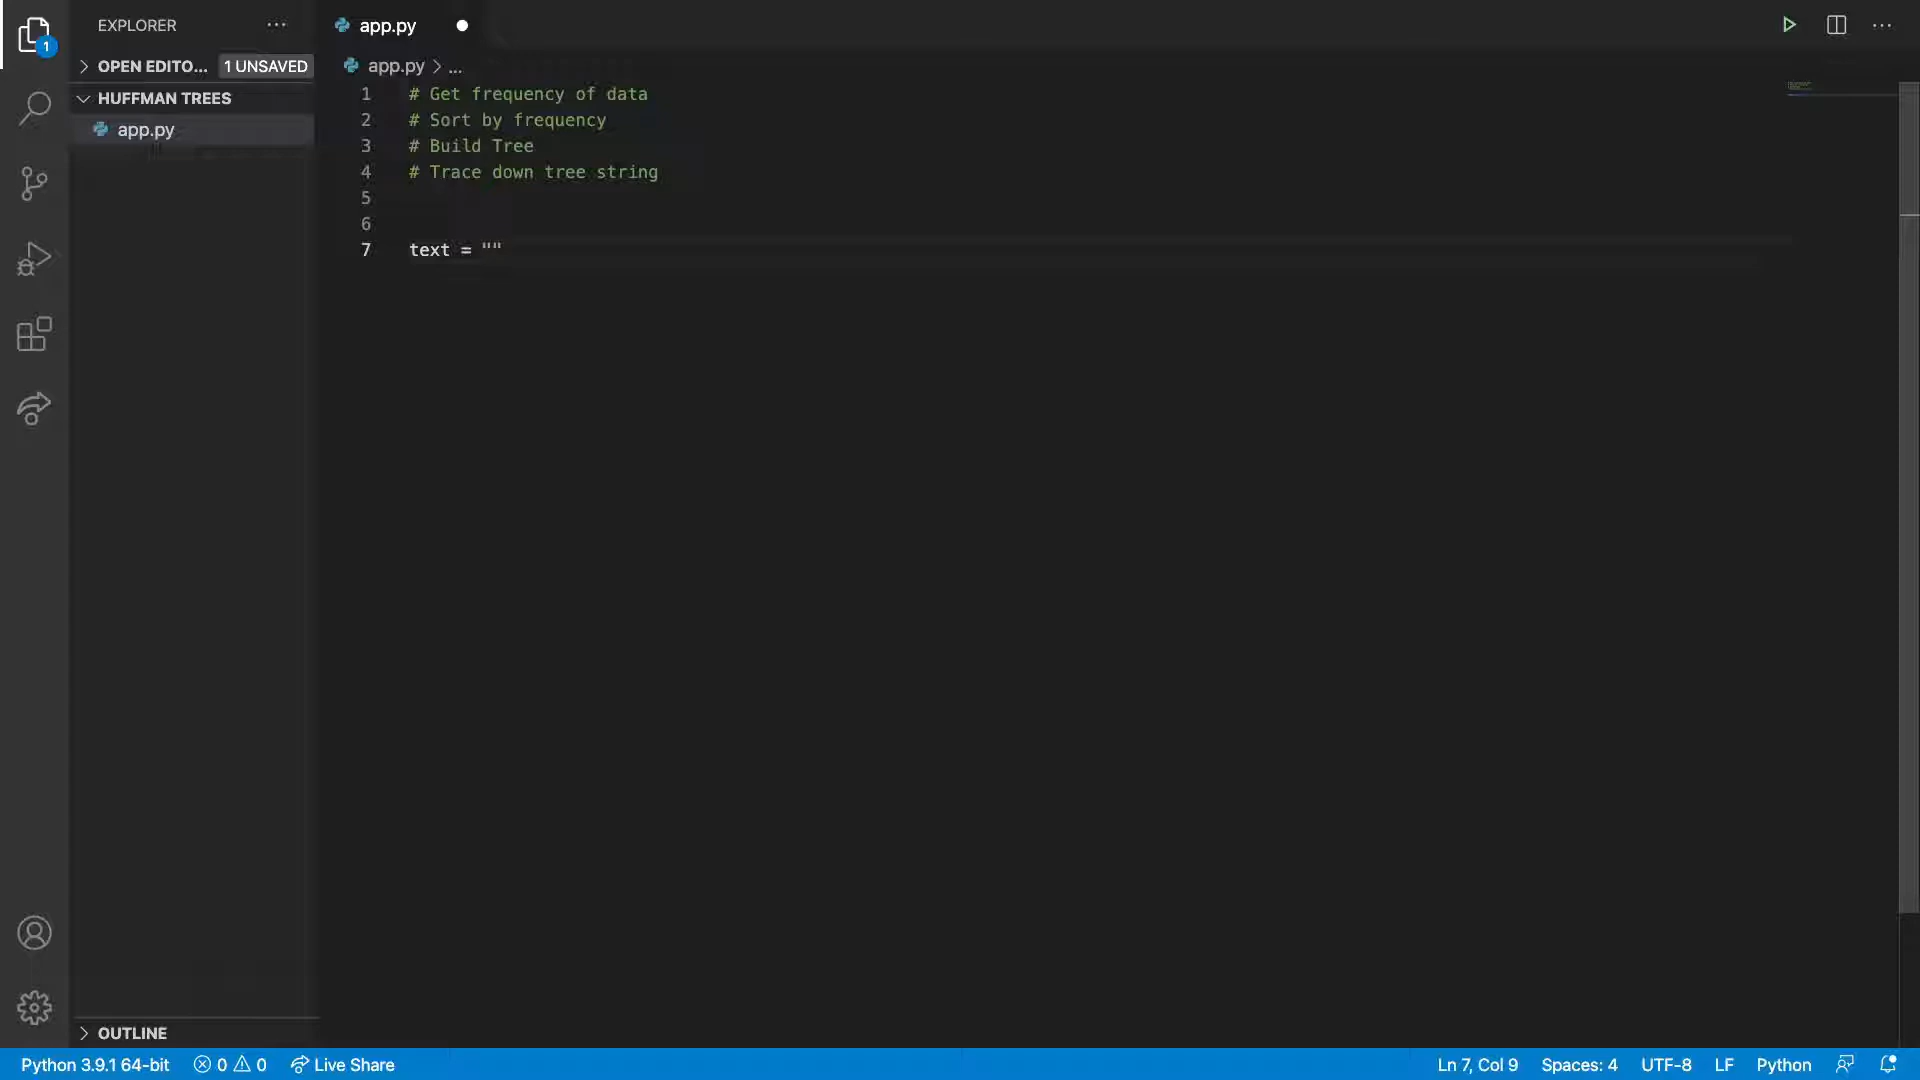 EXPLORER
OPEN EDITO... 1 UNSAVED
HUFFMAN TREES
app.py
OUTLINE
1
app.py
app.py > ...
1 # Get frequency of data
2 # Sort by frequency
3 # Build Tree
4 # Trace down tree string
5
6
7 text = ""
Python 3.9.1 64-bit 0 0 Live Share Ln 7, Col 9 Spaces: 4 UTF-8 LF Python